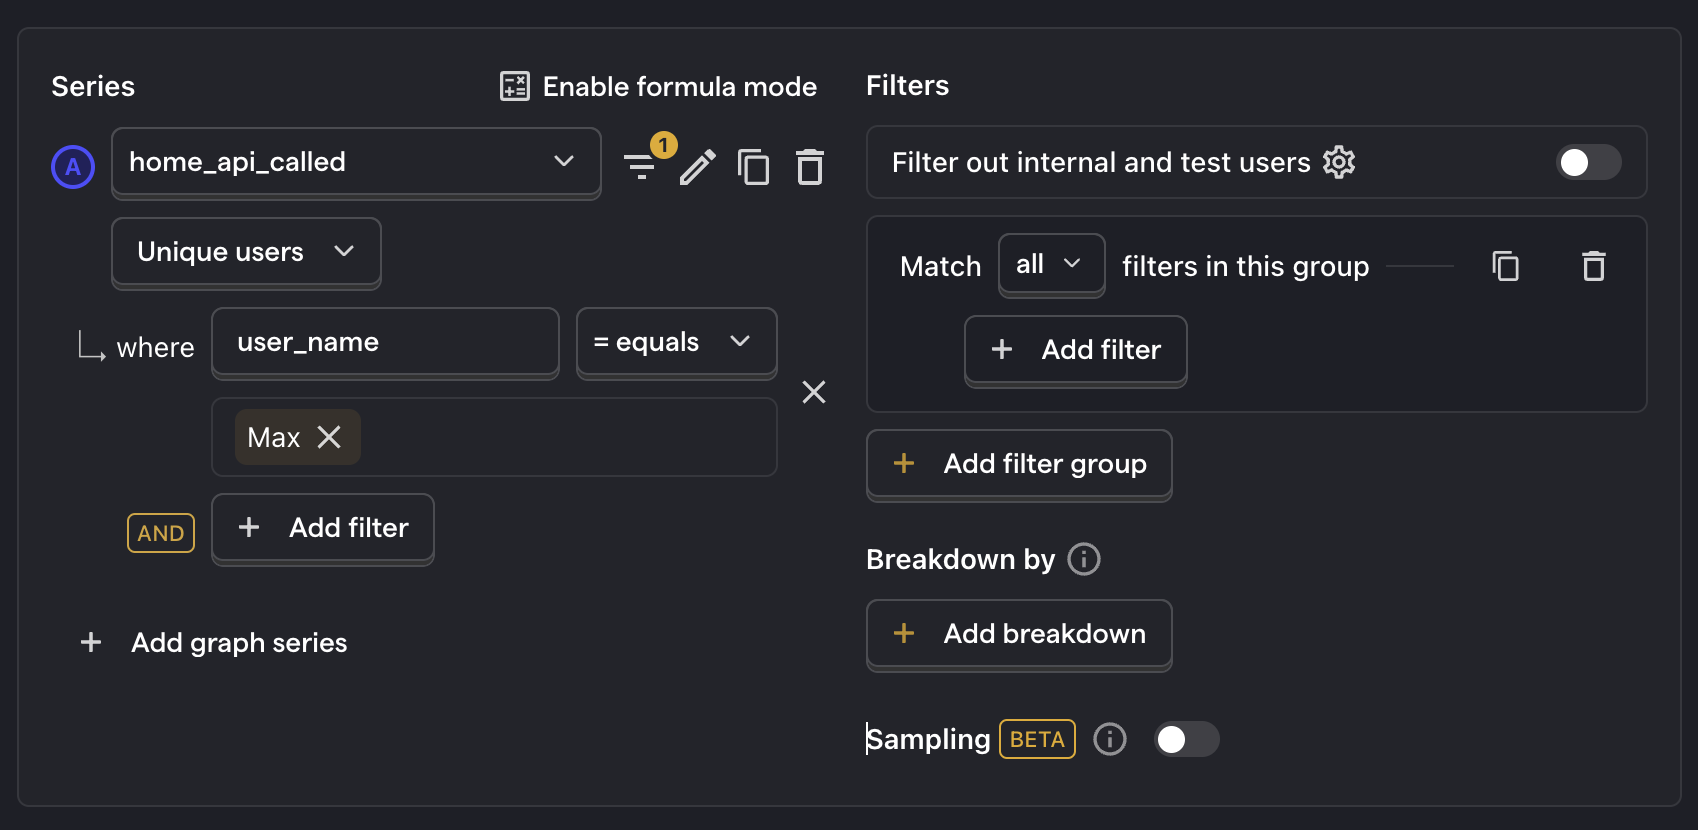 Series
Enable formula mode
A
home_api_called
1
Unique users
where
user_name
= equals
Max
AND
Add filter
Add graph series
Filters
Filter out internal and test users
Match all filters in this group
Add filter
Add filter group
Breakdown by
Add breakdown
Sampling BETA